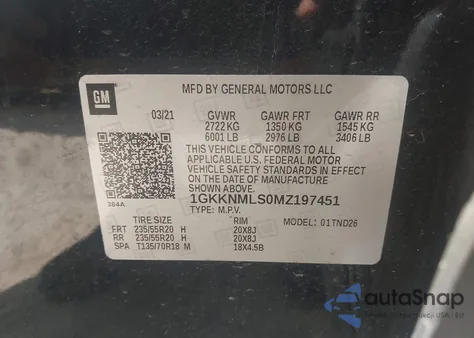 GM
MFD BY GENERAL MOTORS LLC
03/21 GVWR GAWR FRT GAWR RR
2722 KG 1350 KG 1545 KG
6001 LB 2976 LB 3406 LB
THIS VEHICLE CONFORMS TO ALL
APPLICABLE U.S. FEDERAL MOTOR
VEHICLE SAFETY STANDARDS IN EFFECT
ON THE DATE OF MANUFACTURE
1GKKNMLS0MZ197451
TYPE: M.P.V.
384A
TIRE SIZE RIM MODEL: 01TND26
FRT 235/55R20 H 20X8J
RR 235/55R20 H 20X8J
SPA T135/70R18 M 18X4.5B
autoSnap